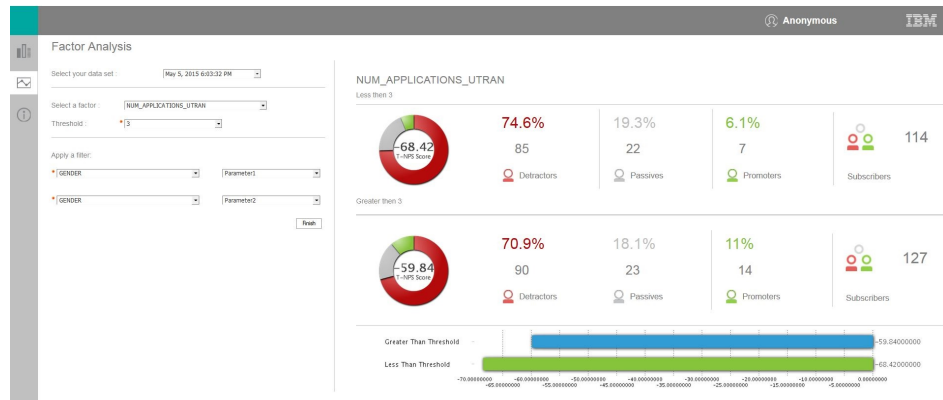 Anonymous
IBM
Factor Analysis
Select your data set :
May 5, 2015 6:03:32 PM
Select a factor :
NUM_APPLICATIONS_UTRAN
Threshold :
* 3
Apply a filter:
* GENDER
Parameter1
* GENDER
Parameter2
Finish
NUM_APPLICATIONS_UTRAN
Less then 3
-68.42
T-NPS Score
74.6%
85
Detractors
19.3%
22
Passives
6.1%
7
Promoters
114
Subscribers
Greater then 3
-59.84
T-NPS Score
70.9%
90
Detractors
18.1%
23
Passives
11%
14
Promoters
127
Subscribers
Greater Than Threshold
-59.84000000
Less Than Threshold
-68.42000000
-70.00000000 -60.00000000 -50.00000000 -40.00000000 -30.00000000 -20.00000000 -10.00000000 0.00000000
-65.00000000 -55.00000000 -45.00000000 -35.00000000 -25.00000000 -15.00000000 -5.00000000